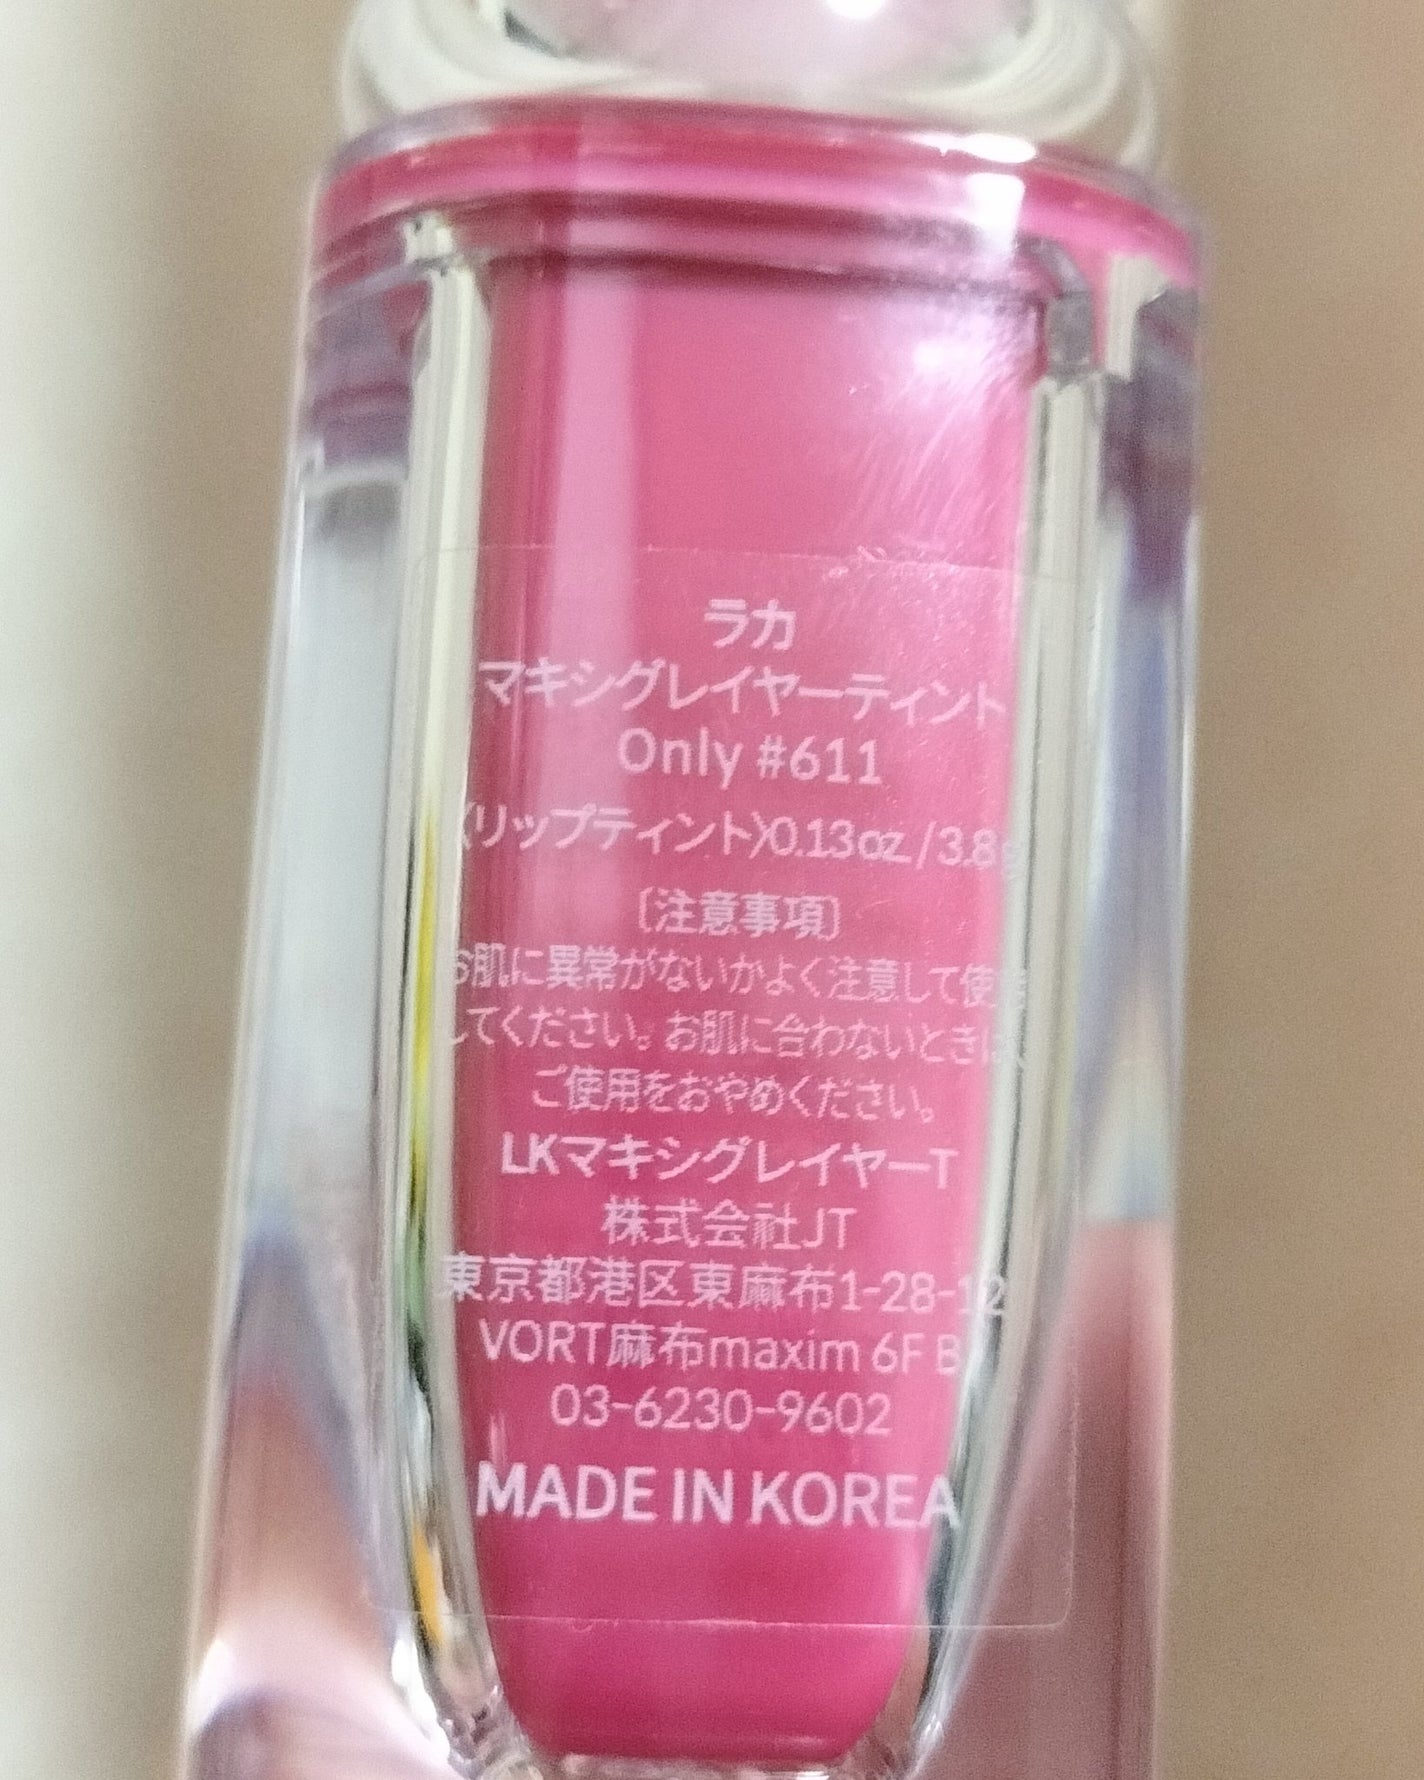 ラカ
マキシグレイヤーティント
Only #611
〈リップティント〉0.13oz/3.8g
〔注意事項〕
お肌に異常がないかよく注意して使用
してください。お肌に合わないときは、
ご使用をおやめください。
LKマキシグレイヤーT
株式会社JT
東京都港区東麻布1-28-12
VORT麻布maxim 6F B
03-6230-9602
MADE IN KOREA